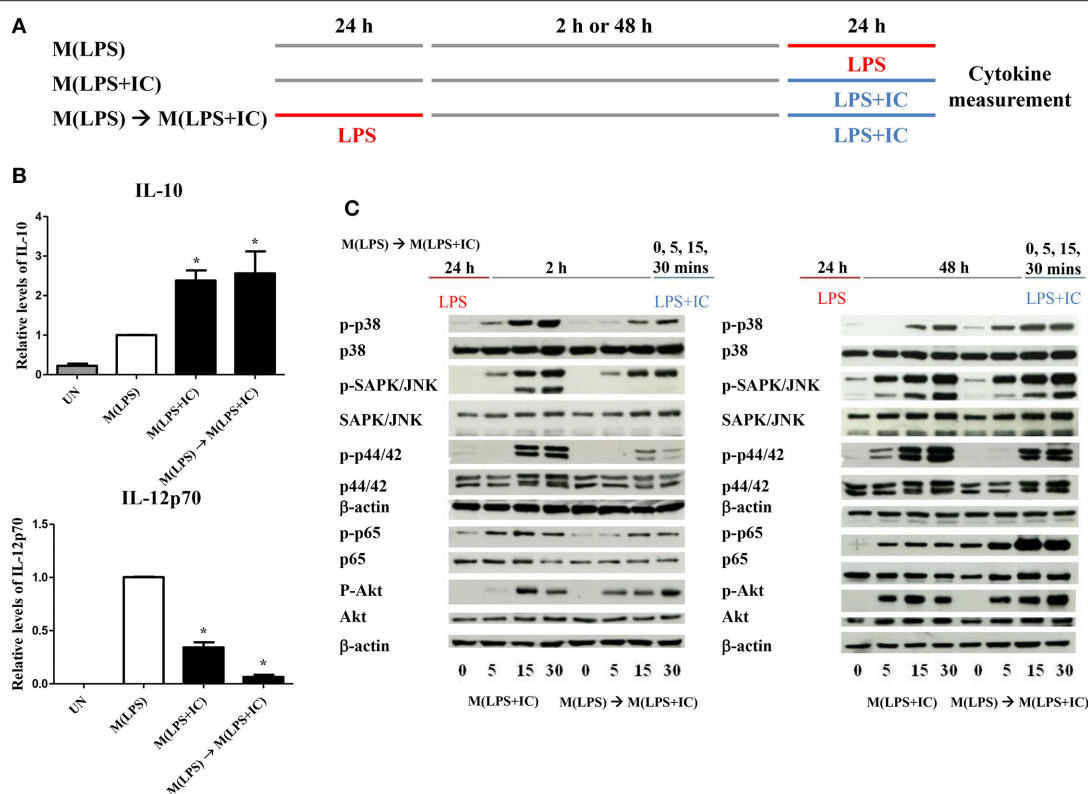 A
24 h
2 h or 48 h
24 h
M(LPS)
LPS
M(LPS+IC)
LPS+IC
M(LPS) → M(LPS+IC)
LPS
LPS+IC
Cytokine
measurement
B
IL-10
Relative levels of IL-10
4
3
2
1
0
UN
M(LPS)
M(LPS+IC)
M(LPS) → M(LPS+IC)
*
*
IL-12p70
Relative levels of IL-12p70
1.5
1.0
0.5
0.0
UN
M(LPS)
M(LPS+IC)
M(LPS) → M(LPS+IC)
*
*
C
M(LPS) → M(LPS+IC)
24 h
2 h
0, 5, 15,
30 mins
LPS
LPS+IC
p-p38
p38
p-SAPK/JNK
SAPK/JNK
p-p44/42
p44/42
β-actin
p-p65
p65
P-Akt
Akt
β-actin
0 5 15 30 0 5 15 30
M(LPS+IC) M(LPS) → M(LPS+IC)
24 h
48 h
0, 5, 15,
30 mins
LPS
LPS+IC
p-p38
p38
p-SAPK/JNK
SAPK/JNK
p-p44/42
p44/42
β-actin
p-p65
p65
p-Akt
Akt
β-actin
0 5 15 30 0 5 15 30
M(LPS+IC) M(LPS) → M(LPS+IC)